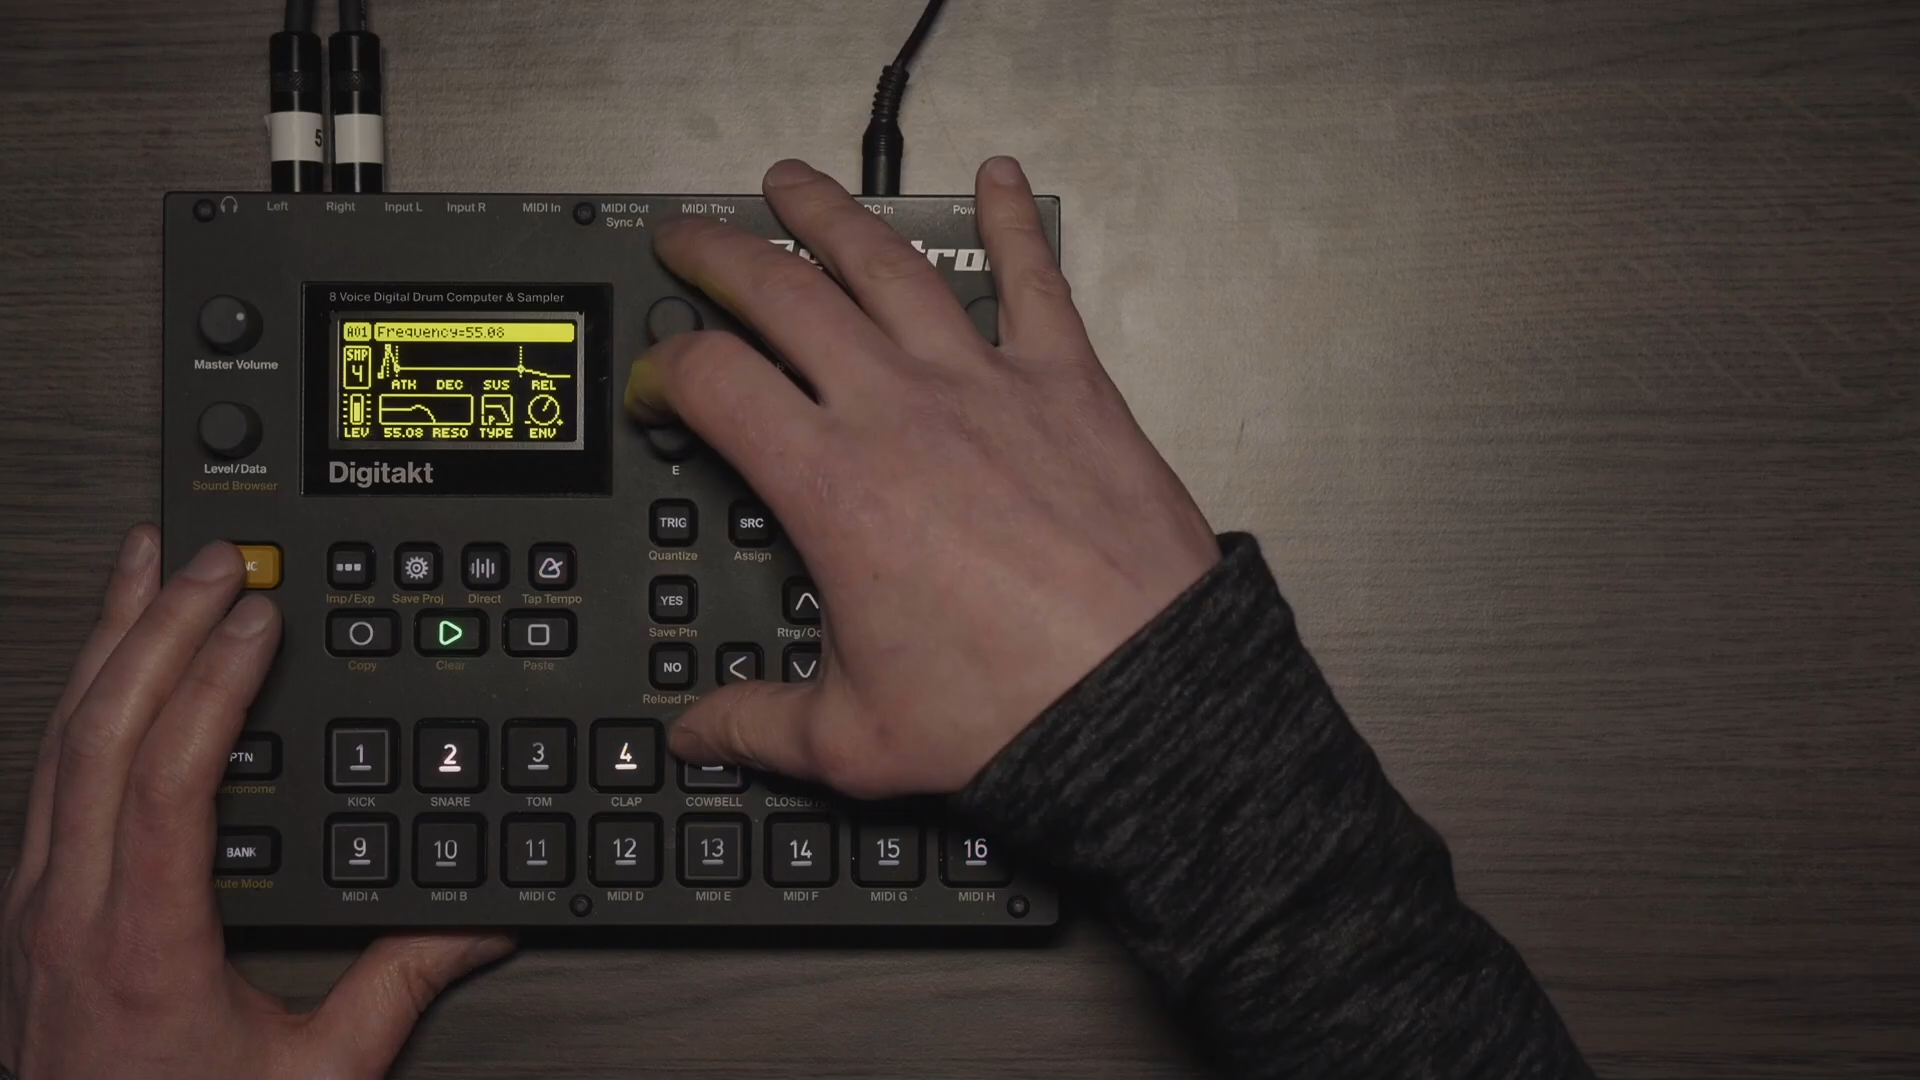 5
Left Right Input L Input R MIDI In MIDI Out MIDI Thru DC In
Sync A
8 Voice Digital Drum Computer & Sampler
A01 Frequency=55.08
SMP
4
ATK DEC SUS REL
LEV 55.08 RESO TYPE ENV
Digitakt
Master Volume
Level/Data
Sound Browser
E
TRIG SRC
Quantize Assign
Imp/Exp Save Proj Direct Tap Tempo
YES
Save Ptn
Copy Clear Paste
NO
PTN
BANK
Mute Mode
1 2 3 4
KICK SNARE TOM CLAP COWBELL CLOSED
9 10 11 12 13 14 15 16
MIDI A MIDI B MIDI C MIDI D MIDI E MIDI F MIDI G MIDI H